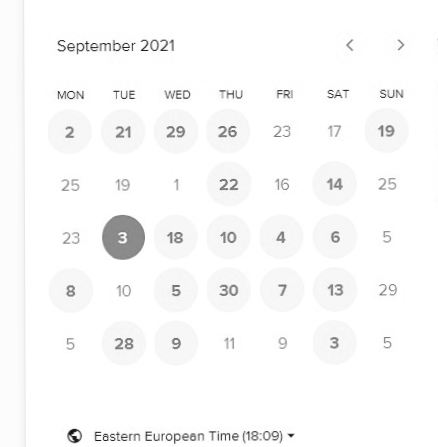 September 2021
MON TUE WED THU FRI SAT SUN
2 21 29 26 23 17 19
25 19 1 22 16 14 25
23 3 18 10 4 6 5
8 10 5 30 7 13 29
5 28 9 11 9 3 5
Eastern European Time (18:09)